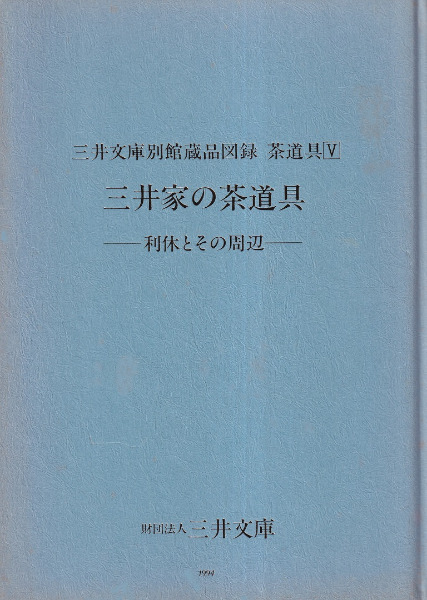 三井文庫別館蔵品図録 茶道具Ⅴ
三井家の茶道具
――利休とその周辺――
財団法人 三井文庫
1994